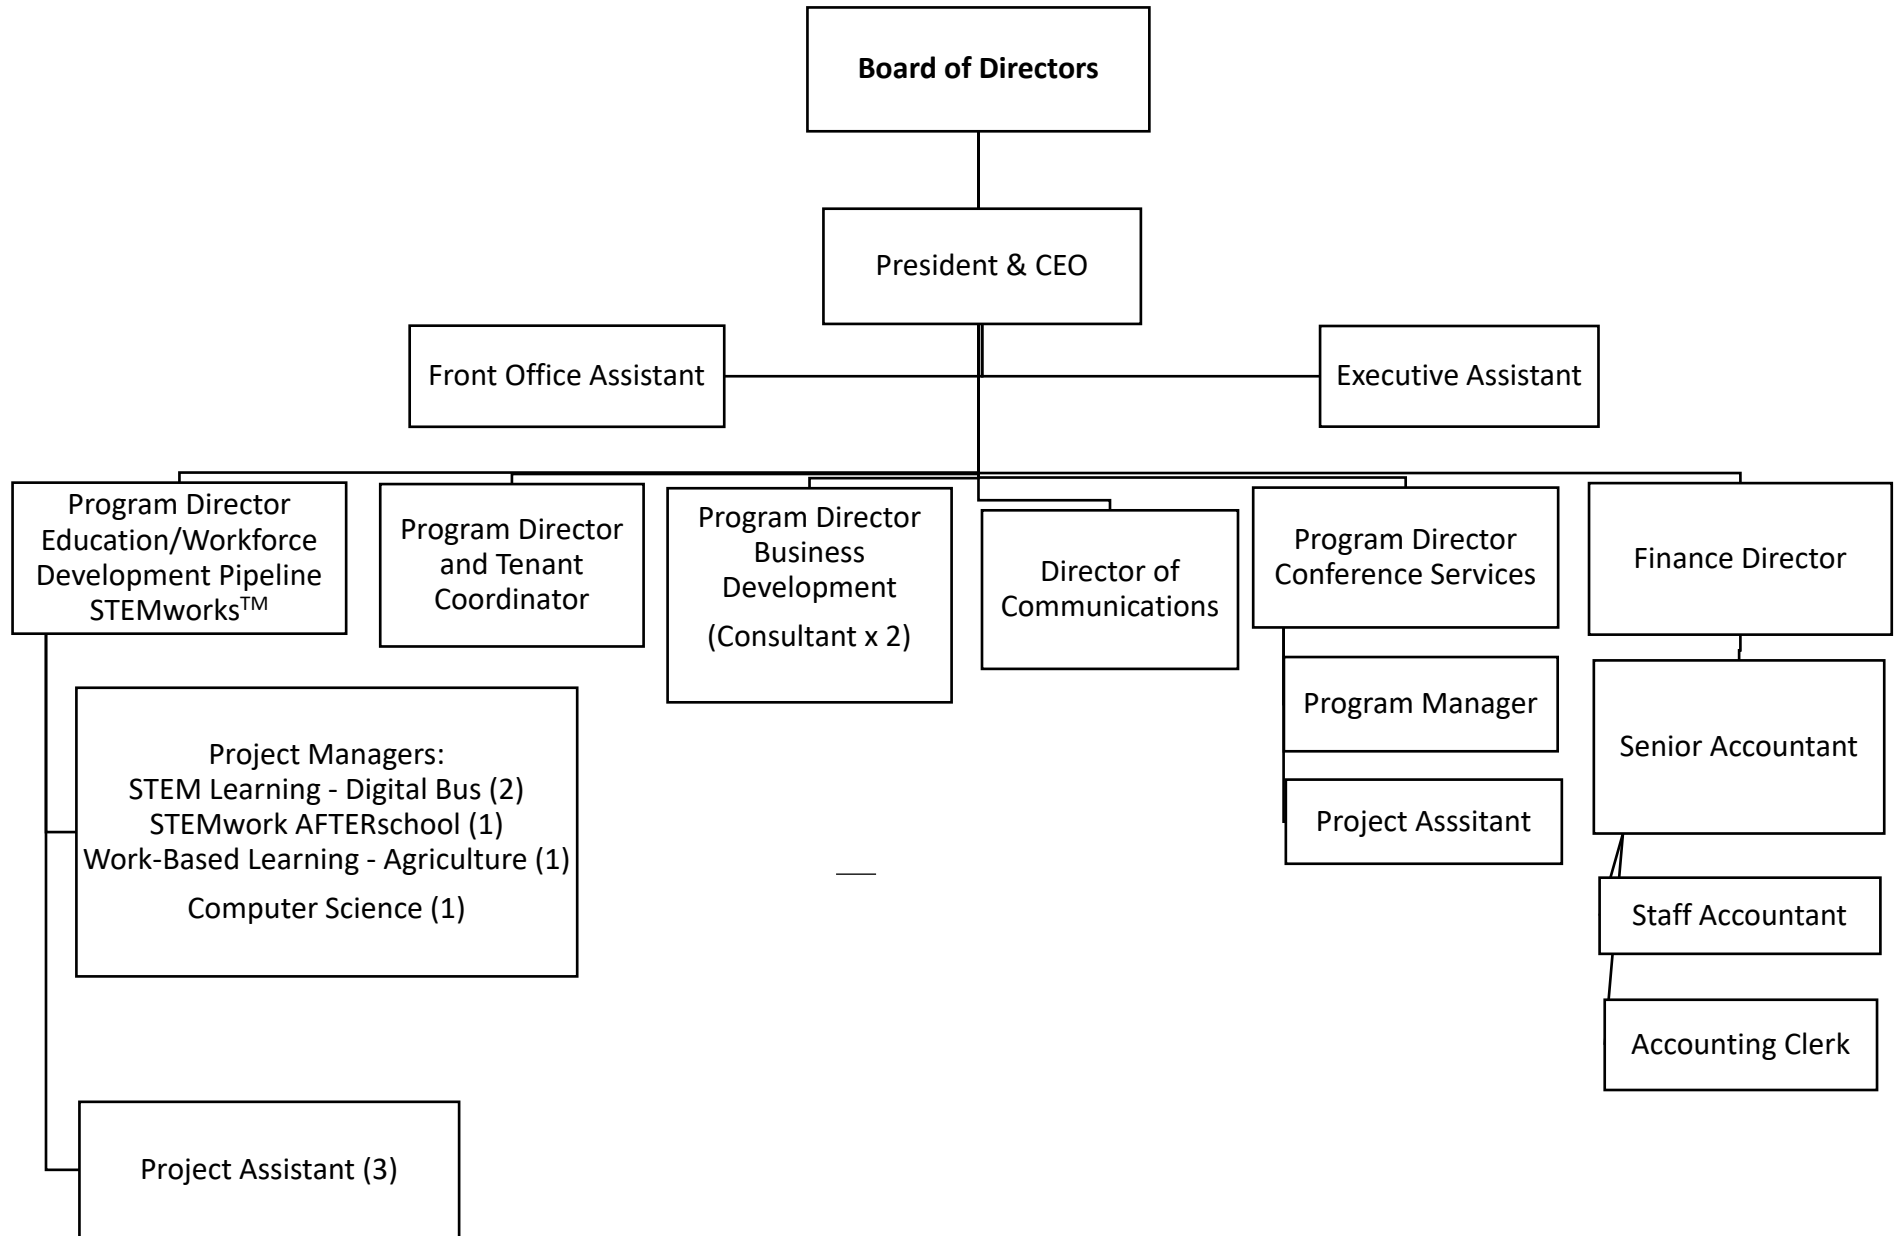 Board of Directors
President & CEO
Front Office Assistant
Executive Assistant
Program Director
Education/Workforce
Development Pipeline
STEMworks™
Program Director
and Tenant
Coordinator
Program Director
Business
Development
(Consultant x 2)
Director of
Communications
Program Director
Conference Services
Finance Director
Project Managers:
STEM Learning - Digital Bus (2)
STEMwork AFTERschool (1)
Work-Based Learning - Agriculture (1)
Computer Science (1)
Project Assistant (3)
Program Manager
Project Asssitant
Senior Accountant
Staff Accountant
Accounting Clerk